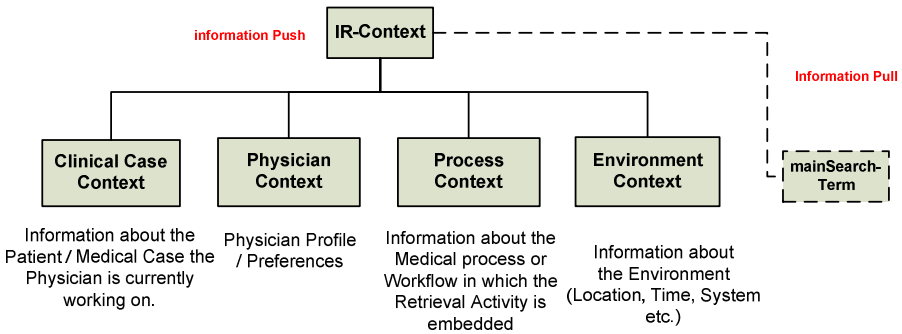 information Push
IR-Context
Information Pull
Clinical Case
Context
Physician
Context
Process
Context
Environment
Context
mainSearch-
Term
Information about the
Patient / Medical Case the
Physician is currently
working on.
Physician Profile
/ Preferences
Information about the
Medical process or
Workflow in which the
Retrieval Activity is
embedded
Information about
the Environment
(Location, Time, System
etc.)